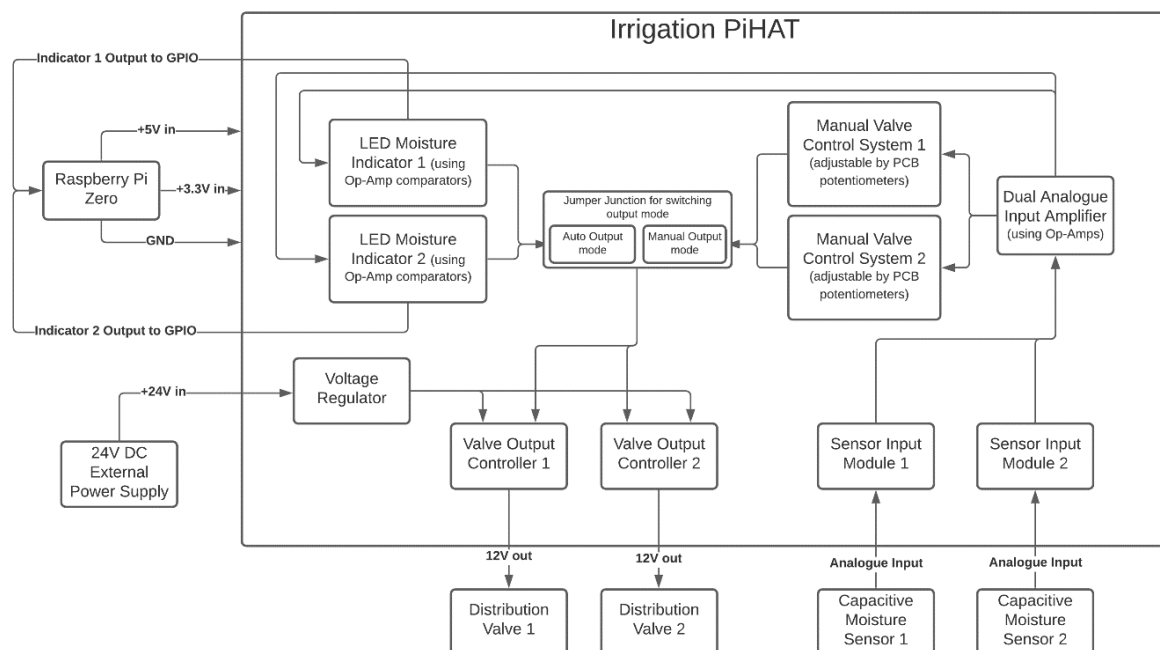 Irrigation PiHAT
Indicator 1 Output to GPIO
+5V in
Raspberry Pi
Zero
+3.3V in
GND
Indicator 2 Output to GPIO
LED Moisture
Indicator 1 (using
Op-Amp comparators)
LED Moisture
Indicator 2 (using
Op-Amp comparators)
Jumper Junction for switching
output mode
Auto Output
mode
Manual Output
mode
Manual Valve
Control System 1
(adjustable by PCB
potentiometers)
Manual Valve
Control System 2
(adjustable by PCB
potentiometers)
Dual Analogue
Input Amplifier
(using Op-Amps)
+24V in
Voltage
Regulator
24V DC
External
Power Supply
Valve Output
Controller 1
Valve Output
Controller 2
Sensor Input
Module 1
Sensor Input
Module 2
12V out
12V out
Analogue Input
Analogue Input
Distribution
Valve 1
Distribution
Valve 2
Capacitive
Moisture
Sensor 1
Capacitive
Moisture
Sensor 2